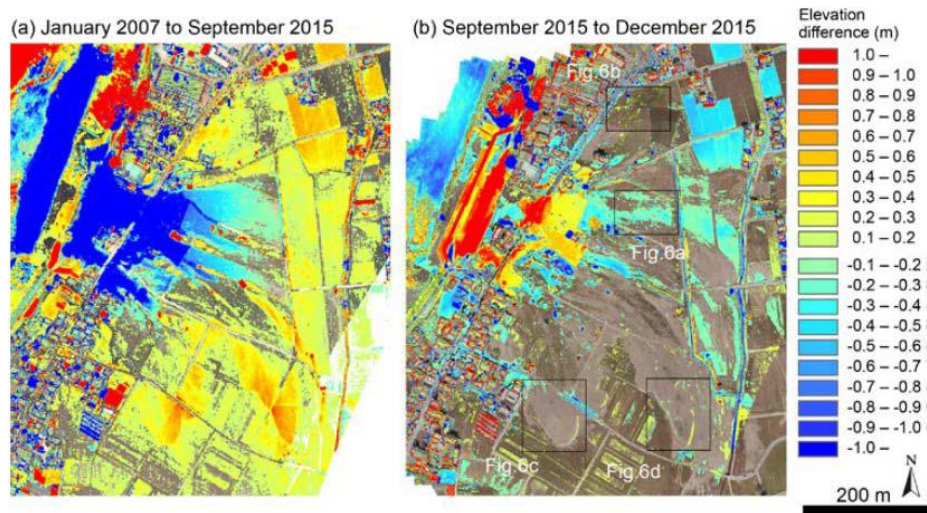 (a) January 2007 to September 2015
(b) September 2015 to December 2015
Fig.6b
Fig.6a
Fig.6c
Fig.6d
Elevation
difference (m)
1.0 –
0.9 – 1.0
0.8 – 0.9
0.7 – 0.8
0.6 – 0.7
0.5 – 0.6
0.4 – 0.5
0.3 – 0.4
0.2 – 0.3
0.1 – 0.2
-0.1 – -0.2
-0.2 – -0.3
-0.3 – -0.4
-0.4 – -0.5
-0.5 – -0.6
-0.6 – -0.7
-0.7 – -0.8
-0.8 – -0.9
-0.9 – -1.0
-1.0 –
N
200 m